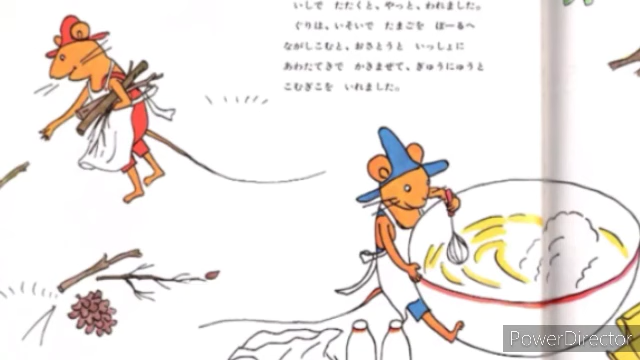 いしで　たたくと、やっと、われました。
ぐりは、いそいで　たまごを　ぼーるへ
ながしこむと、おさとうと　いっしょに
あわたてきで　かきまぜて、ぎゅうにゅうと
こむぎこを　いれました。
PowerDirector